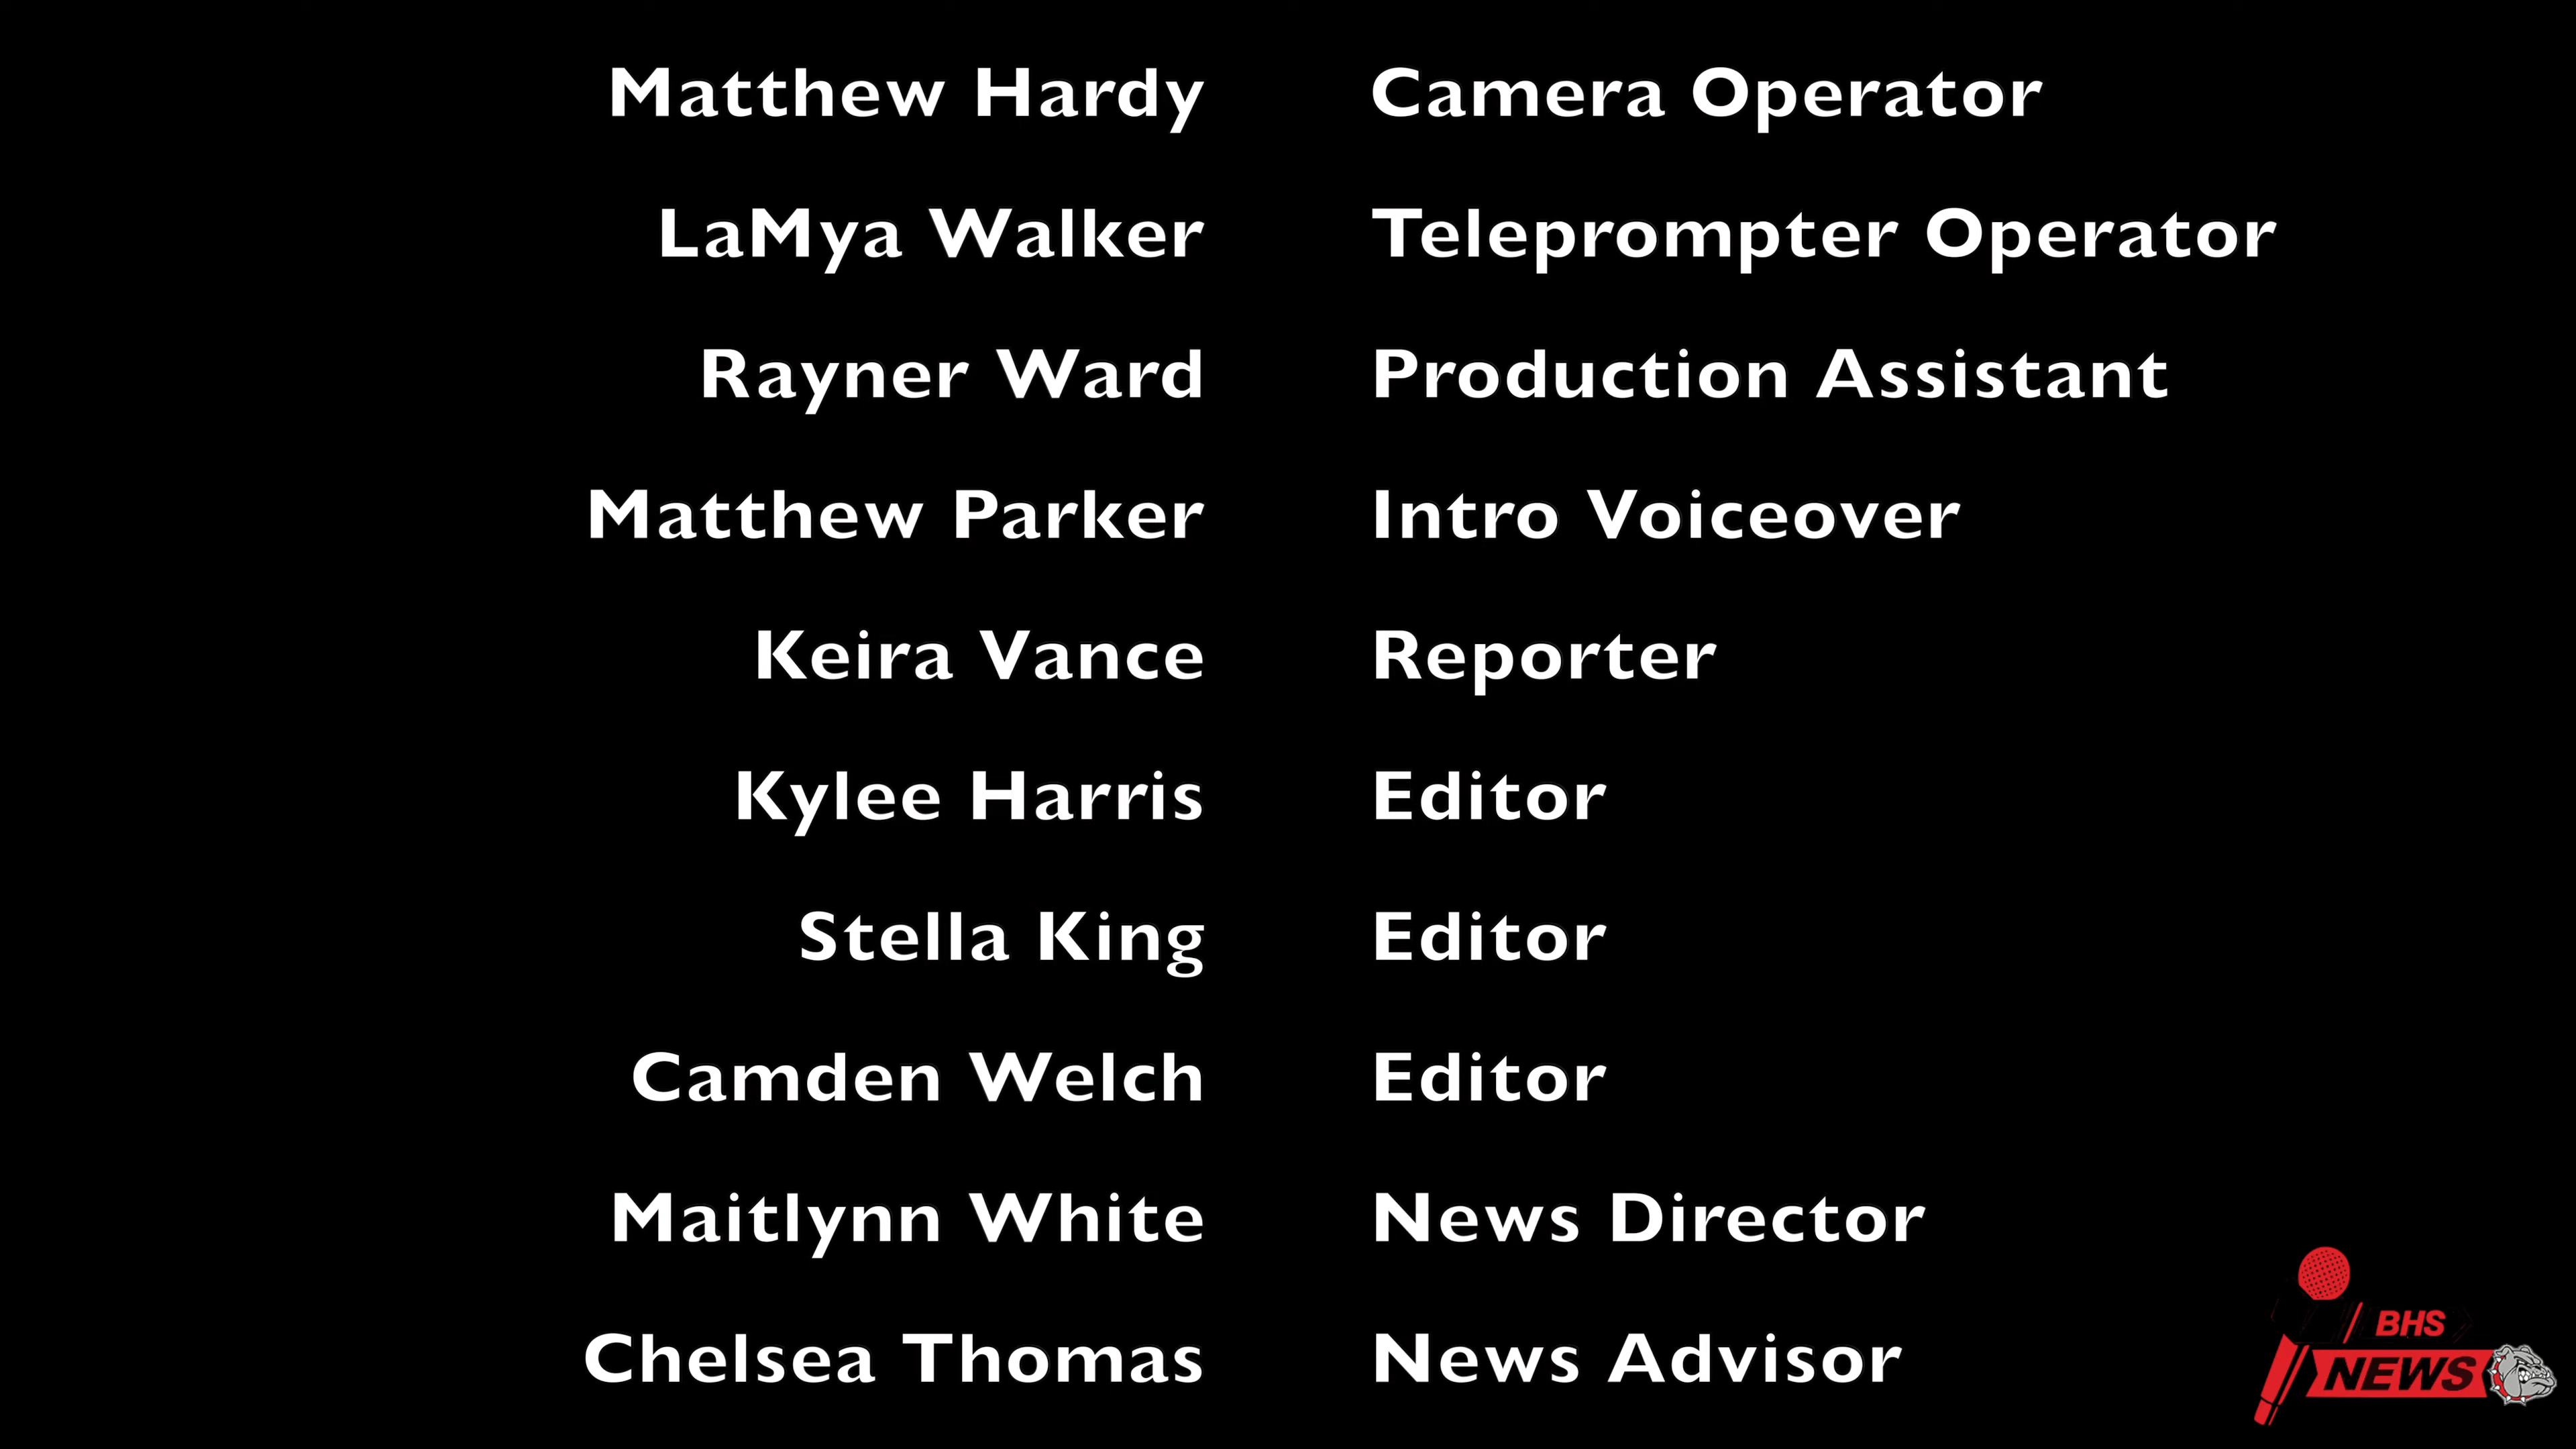 Matthew Hardy Camera Operator
LaMya Walker Teleprompter Operator
Rayner Ward Production Assistant
Matthew Parker Intro Voiceover
Keira Vance Reporter
Kylee Harris Editor
Stella King Editor
Camden Welch Editor
Maitlynn White News Director
Chelsea Thomas News Advisor
BHS
NEWS